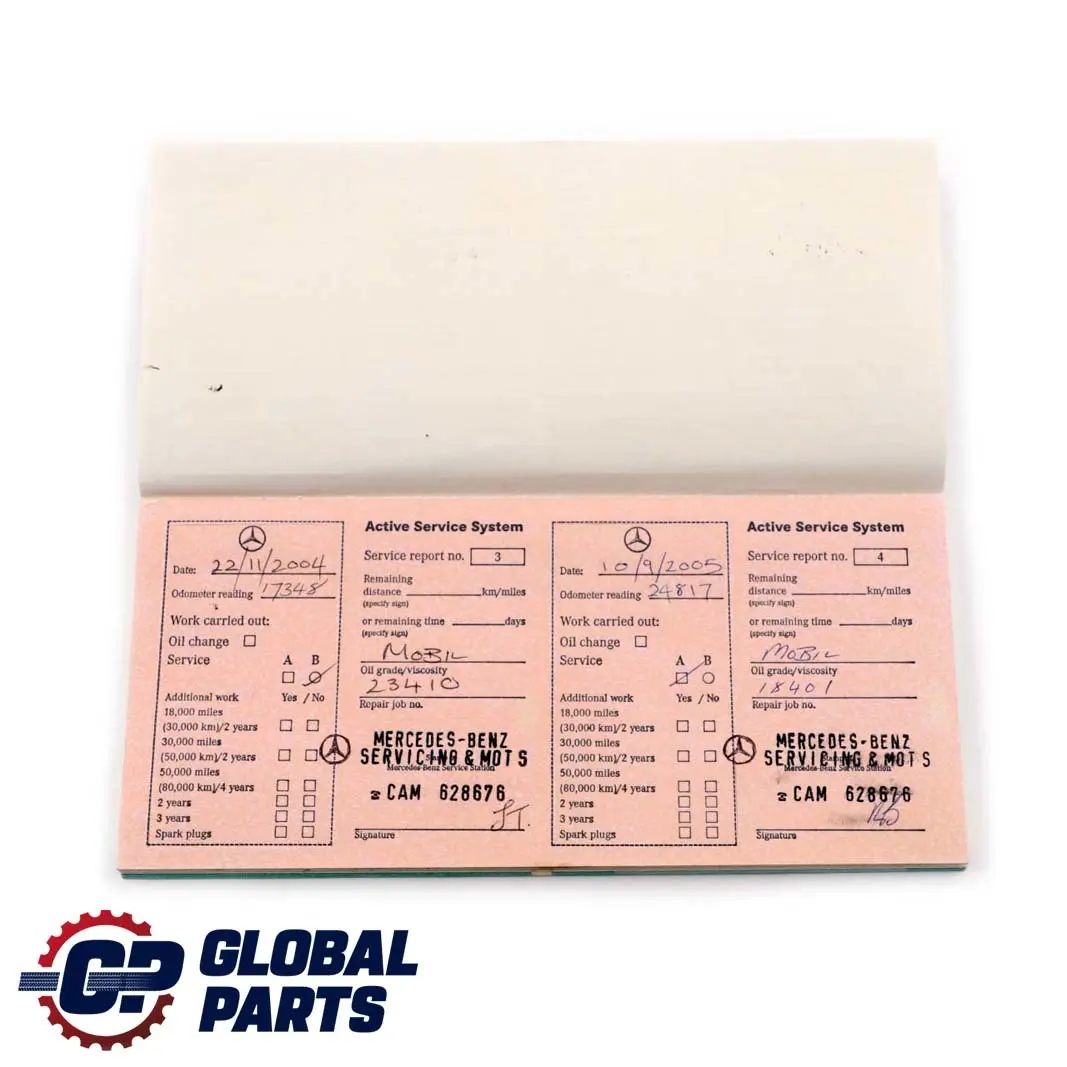 Active Service System
Date: 22/11/2004
Service report no. 3
Odometer reading 17348
Remaining
distance km/miles
(specify sign)
Work carried out:
or remaining time days
(specify sign)
Oil change
MOBIL
Service A B
Oil grade/viscosity
23410
Additional work Yes / No
Repair job no.
18,000 miles
(30,000 km)/2 years
30,000 miles
(50,000 km)/2 years
50,000 miles
(80,000 km)/4 years
2 years
3 years
Spark plugs
MERCEDES-BENZ
SERVICING & MOTS
Mercedes-Benz Service Station
☎ CAM 628676
Signature
Active Service System
Date: 10/9/2005
Service report no. 4
Odometer reading 24817
Remaining
distance km/miles
(specify sign)
Work carried out:
or remaining time days
(specify sign)
Oil change
MOBIL
Service A B
Oil grade/viscosity
18401
Additional work Yes / No
Repair job no.
18,000 miles
(30,000 km)/2 years
30,000 miles
(50,000 km)/2 years
50,000 miles
(80,000 km)/4 years
2 years
3 years
Spark plugs
MERCEDES-BENZ
SERVICING & MOTS
Mercedes-Benz Service Station
☎ CAM 628676
Signature
GP GLOBAL
PARTS